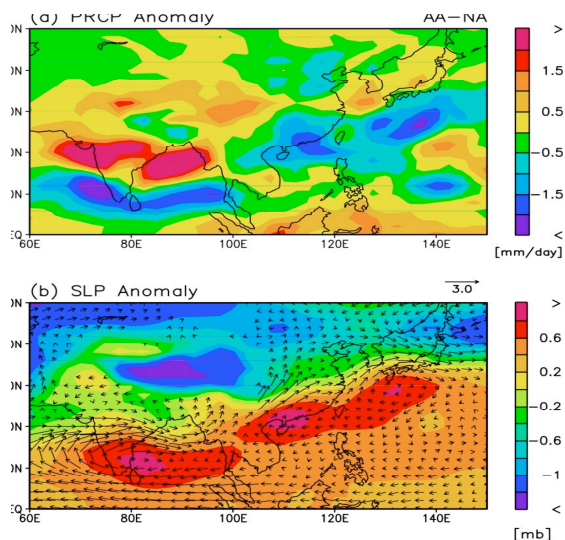 (a) PRCP Anomaly AA−NA
>
1.5
0.5
−0.5
−1.5
<
[mm/day]
60E 80E 100E 120E 140E
EQ
(b) SLP Anomaly 3.0
>
0.6
0.2
−0.2
−0.6
−1
<
[mb]
60E 80E 100E 120E 140E
EQ